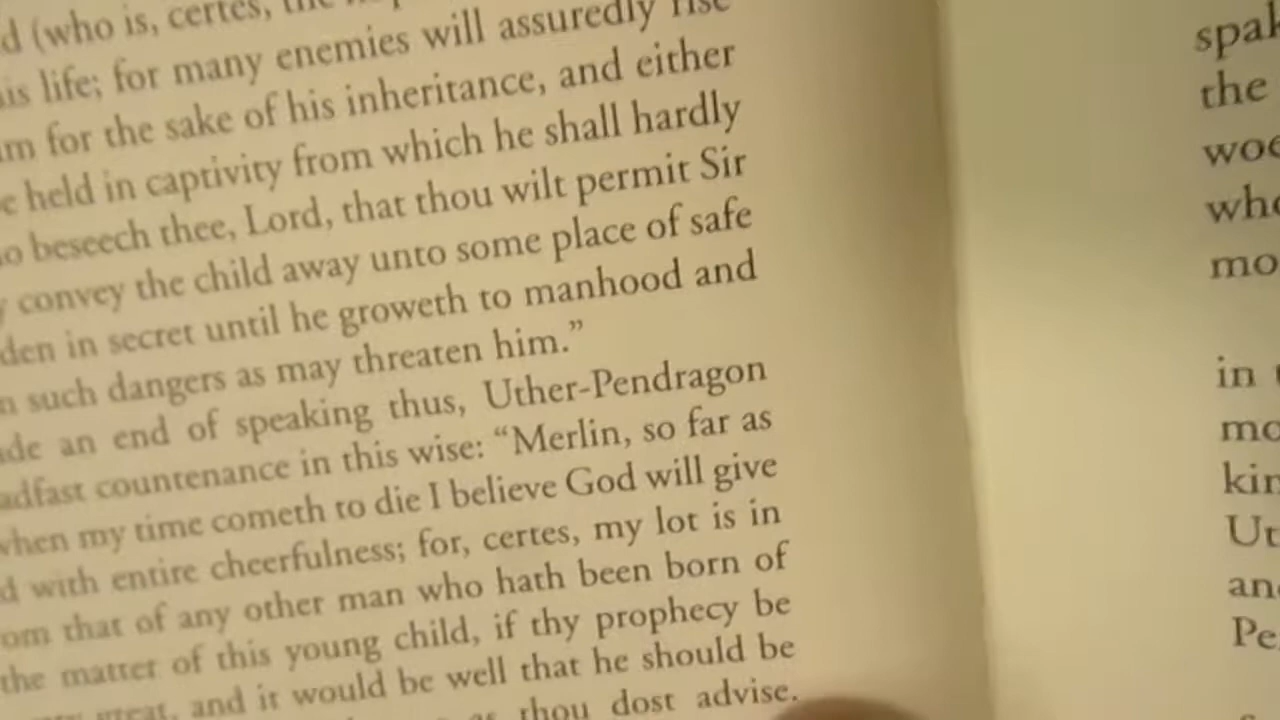 d (who is, certes, the
is life; for many enemies will assuredly rise
m for the sake of his inheritance, and either
e held in captivity from which he shall hardly
o beseech thee, Lord, that thou wilt permit Sir
y convey the child away unto some place of safe
den in secret until he groweth to manhood and
n such dangers as may threaten him.”
de an end of speaking thus, Uther-Pendragon
adfast countenance in this wise: “Merlin, so far as
when my time cometh to die I believe God will give
d with entire cheerfulness; for, certes, my lot is in
om that of any other man who hath been born of
the matter of this young child, if thy prophecy be
great, and it would be well that he should be
as thou dost advise.
spak
the
woo
who
mo
in
mo
kin
Ut
and
Pe